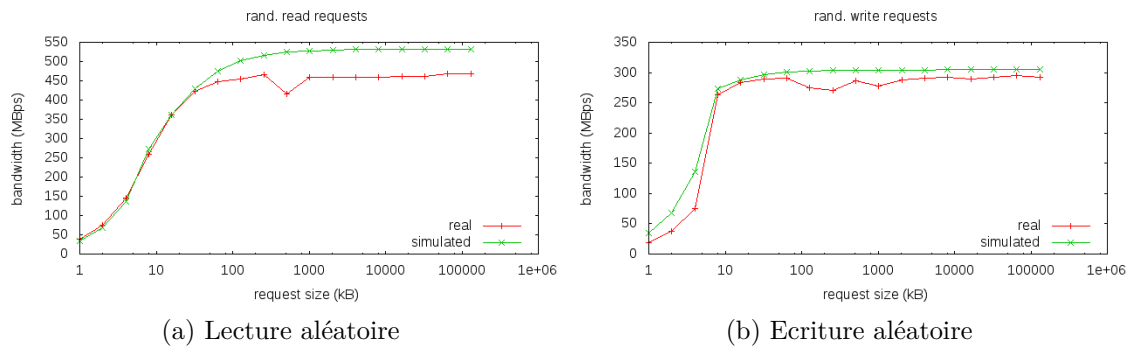 rand. read requests
550
500
450
400
350
300
250
200
150
100
50
0
bandwidth (MBps)
real
simulated
1
10
100
1000
10000
100000
1e+06
request size (kB)
(a) Lecture aléatoire
rand. write requests
350
300
250
200
150
100
50
0
bandwidth (MBps)
real
simulated
1
10
100
1000
10000
100000
1e+06
request size (kB)
(b) Ecriture aléatoire